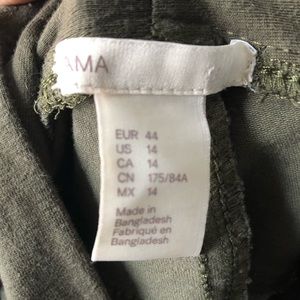 AMA
EUR 44
US 14
CA 14
CN 175/84A
MX 14
Made in
Bangladesh
Fabriqué en
Bangladesh